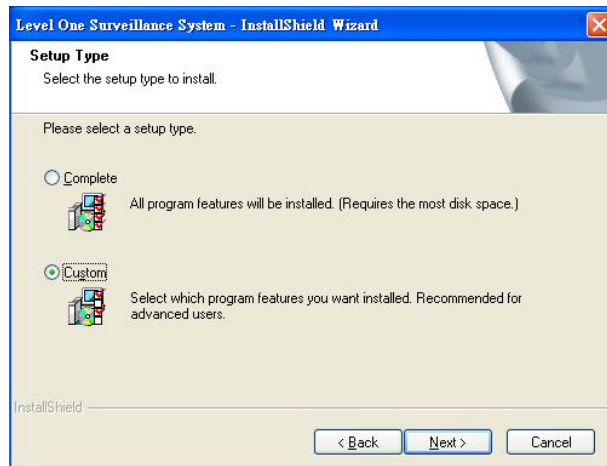 Level One Surveillance System - InstallShield Wizard
Setup Type
Select the setup type to install.
Please select a setup type.
Complete
All program features will be installed. (Requires the most disk space.)
Custom
Select which program features you want installed. Recommended for
advanced users.
InstallShield
< Back
Next >
Cancel